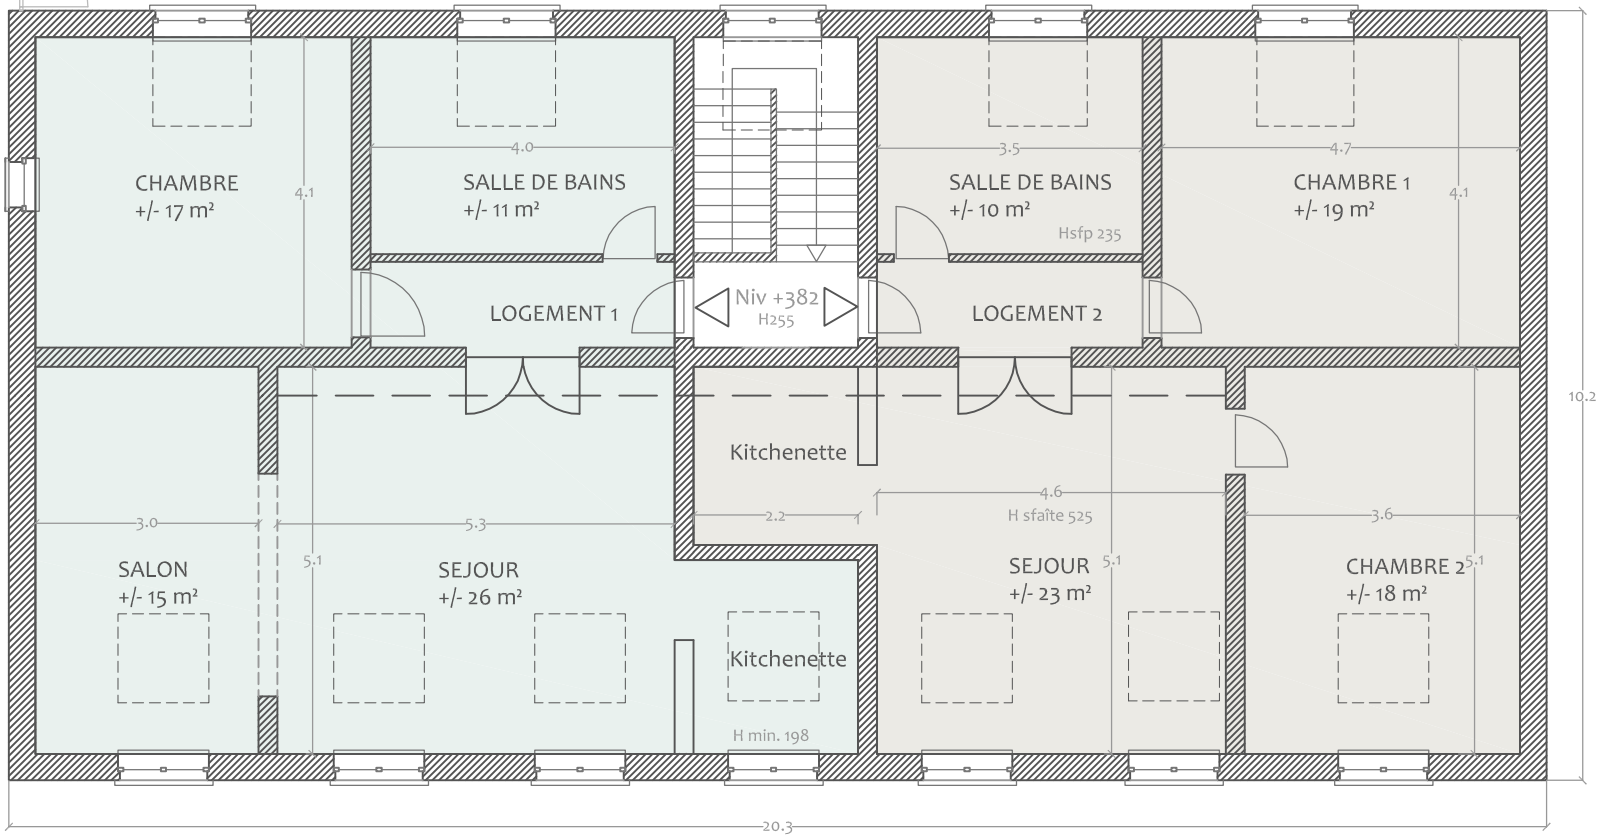 4.0
3.5
4.7
CHAMBRE
+/- 17 m²
4.1
SALLE DE BAINS
+/- 11 m²
SALLE DE BAINS
+/- 10 m²
Hsfp 235
CHAMBRE 1
+/- 19 m²
4.1
LOGEMENT 1
Niv +382
H255
LOGEMENT 2
10.2
Kitchenette
3.0
5.3
2.2
4.6
H sfaîte 525
3.6
SALON
+/- 15 m²
5.1
SEJOUR
+/- 26 m²
SEJOUR
+/- 23 m²
5.1
CHAMBRE 2
+/- 18 m²
5.1
Kitchenette
H min. 198
20.3